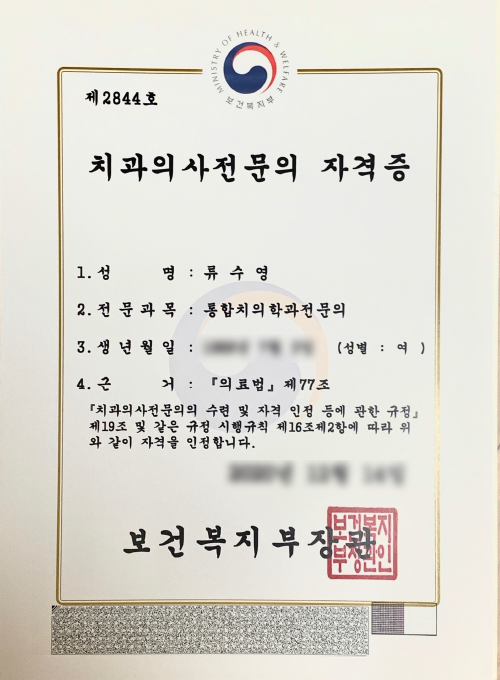 MINISTRY OF HEALTH & WELFARE
보건복지부
제2844호
치과의사전문의 자격증
1. 성 명 : 류수영
2. 전문과목 : 통합치의학과전문의
3. 생년월일 : (성별 : 여 )
4. 근 거 : 『의료법』 제77조
『치과의사전문의의 수련 및 자격 인정 등에 관한 규정』
제19조 및 같은 규정 시행규칙 제16조제2항에 따라 위
와 같이 자격을 인정합니다.
보건복지부장관
보건복지
부장관인